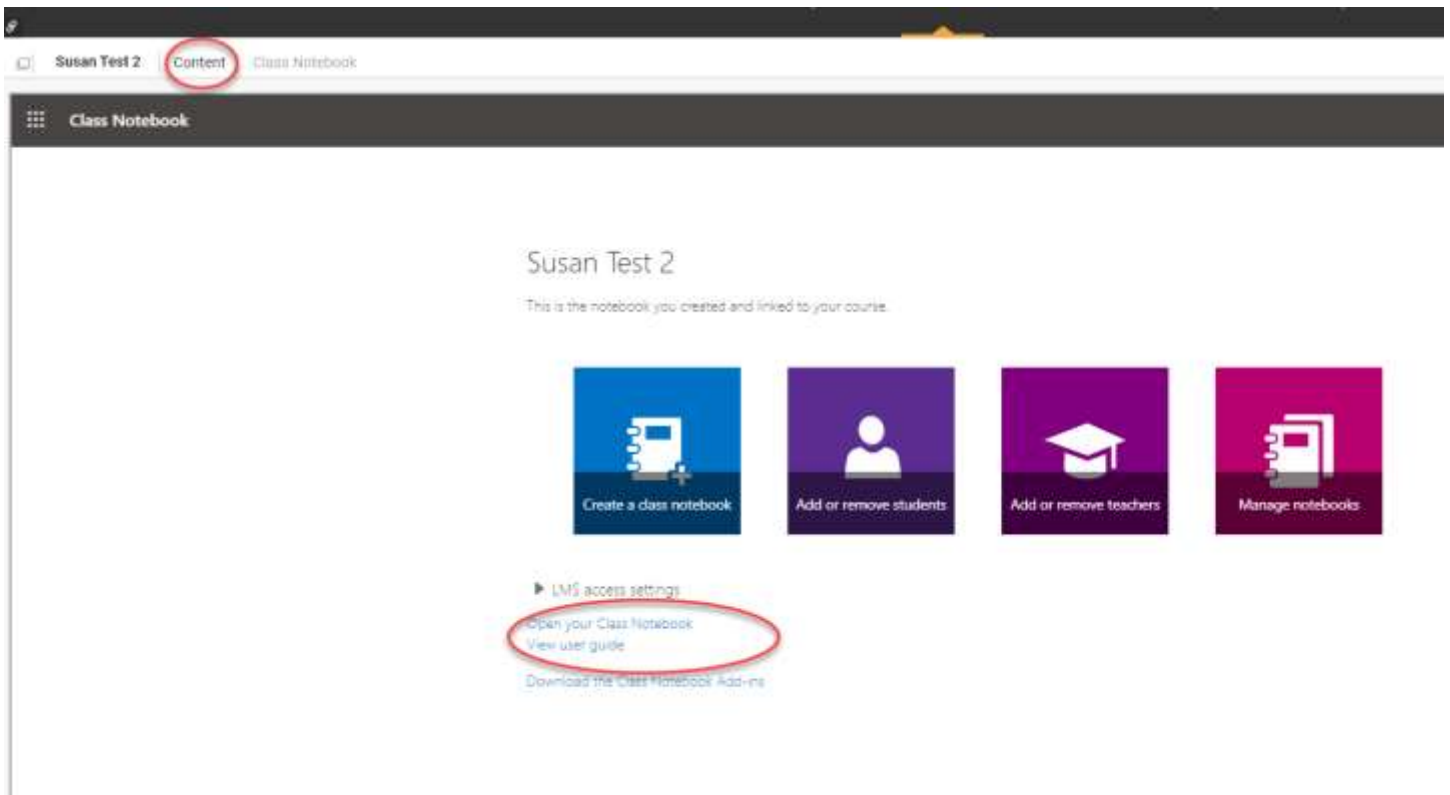 Susan Test 2 Content Class Notebook
Class Notebook
Susan Test 2
This is the notebook you created and linked to your course.
Create a class notebook Add or remove students Add or remove teachers Manage notebooks
LMS access settings
Open your Class Notebook
View user guide
Download the Class Notebook Add-ins